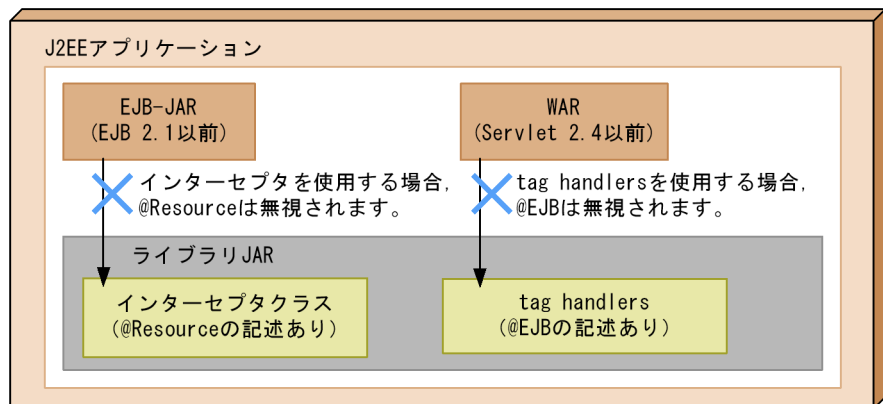 J2EEアプリケーション
EJB-JAR
(EJB 2.1以前)
WAR
(Servlet 2.4以前)
インターセプタを使用する場合,
@Resourceは無視されます。
tag handlersを使用する場合,
@EJBは無視されます。
ライブラリJAR
インターセプタクラス
(@Resourceの記述あり)
tag handlers
(@EJBの記述あり)